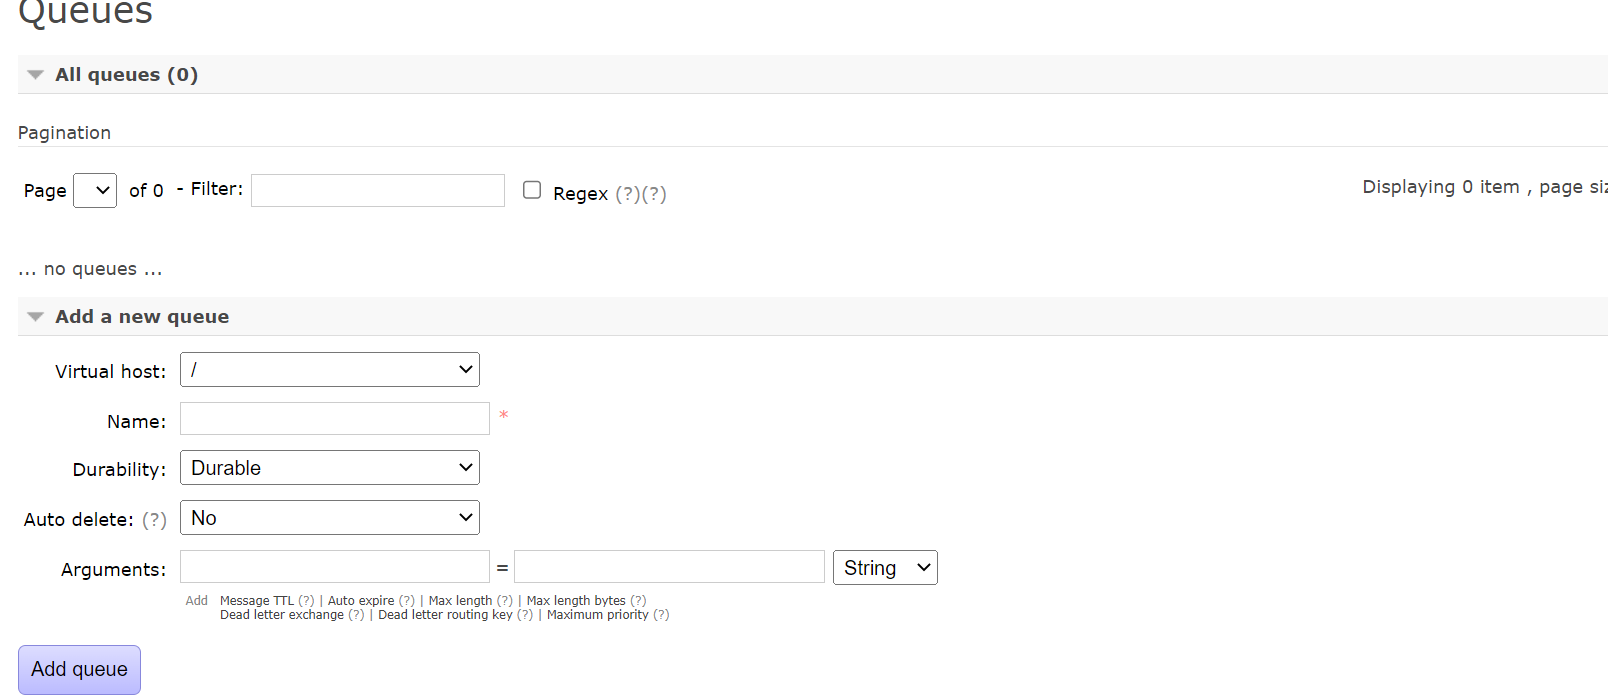 Queues
All queues (0)
Pagination
Page of 0 - Filter: Regex (?)(?) Displaying 0 item , page
... no queues ...
Add a new queue
Virtual host: /
Name: *
Durability: Durable
Auto delete: (?) No
Arguments: = String
Add Message TTL (?) | Auto expire (?) | Max length (?) | Max length bytes (?)
Dead letter exchange (?) | Dead letter routing key (?) | Maximum priority (?)
Add queue